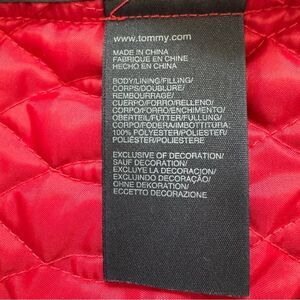 www.tommy.com
MADE IN CHINA
FABRIQUE EN CHINE
HECHO EN CHINA
BODY/LINING/FILLING/
CORPS/DOUBLURE/
REMBOURRAGE/
CUERPO/FORRO/RELLENO/
CORPO/FORRO/ENCHIMENTO
OBERTEIL/FUTTER/FULLUNG/
CORPO/FODERA/IMBOTTITURA:
100% POLYESTER/POLIESTER/
POLIÉSTER/POLIESTERE
EXCLUSIVE OF DECORATION/
SAUF DECORATION/
EXCLUYE LA DECORACION/
EXCLUINDO DECORAÇÃO/
OHNE DEKORATION/
ECCETTO DECORAZIONE